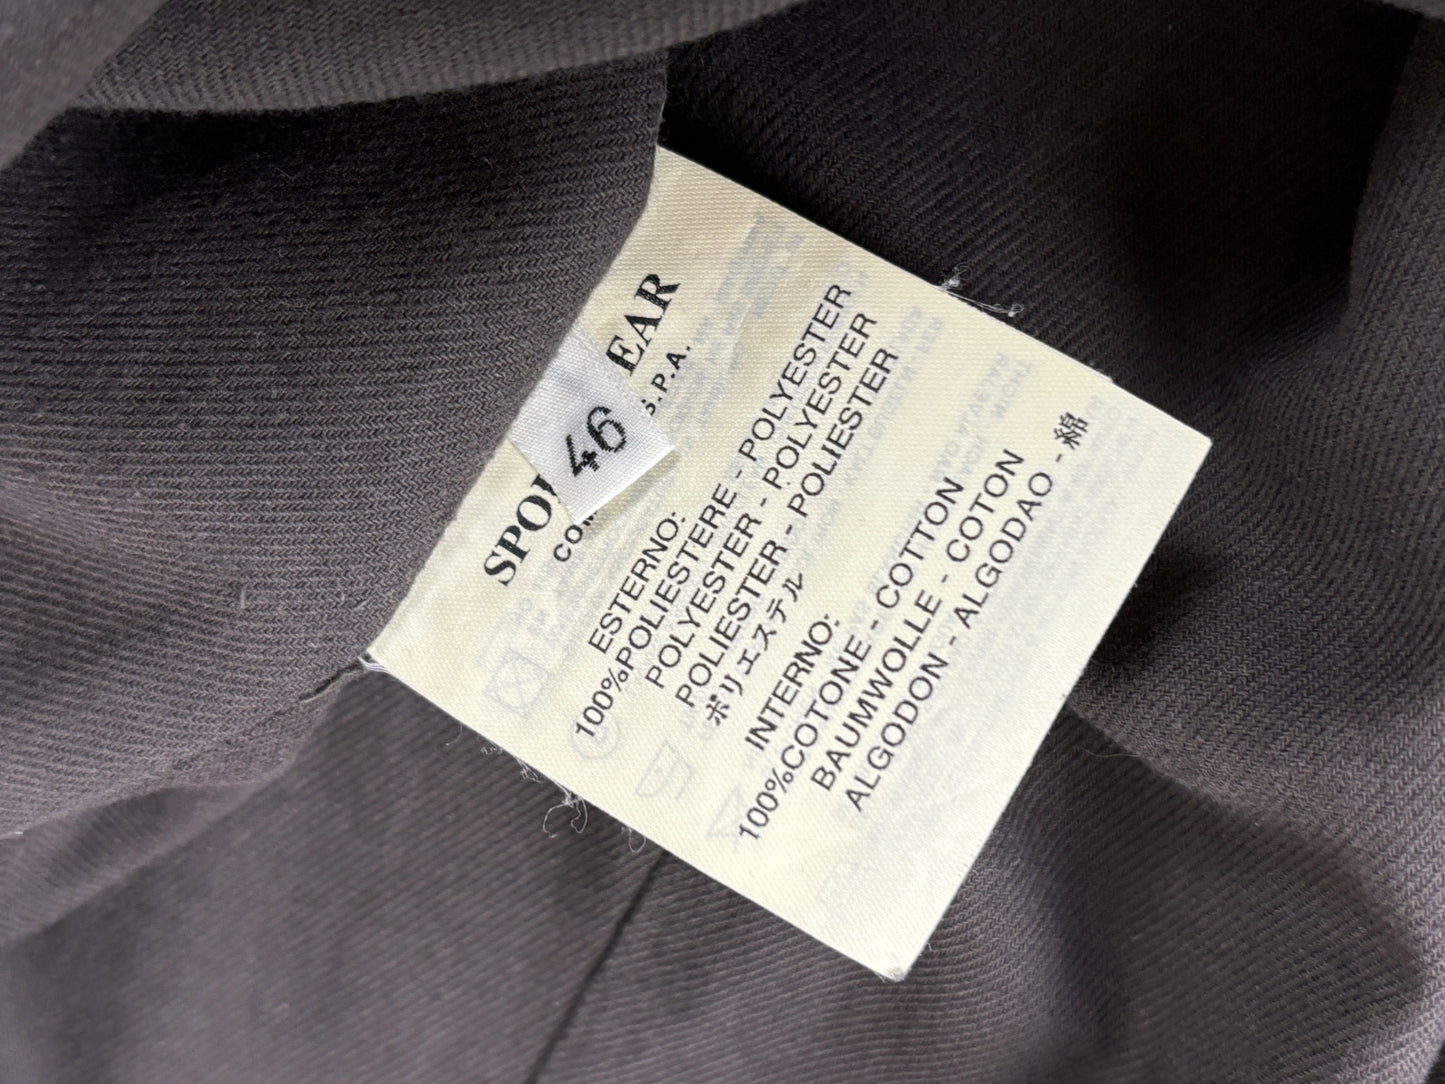 SPO EAR
COM S.P.A.
46
ESTERNO:
100%POLIESTERE - POLYESTER
POLYESTER - POLYESTER
POLIESTER - POLIESTER
ポリエステル
INTERNO:
100%COTONE - COTTON
BAUMWOLLE - COTON
ALGODON - ALGODAO - 綿